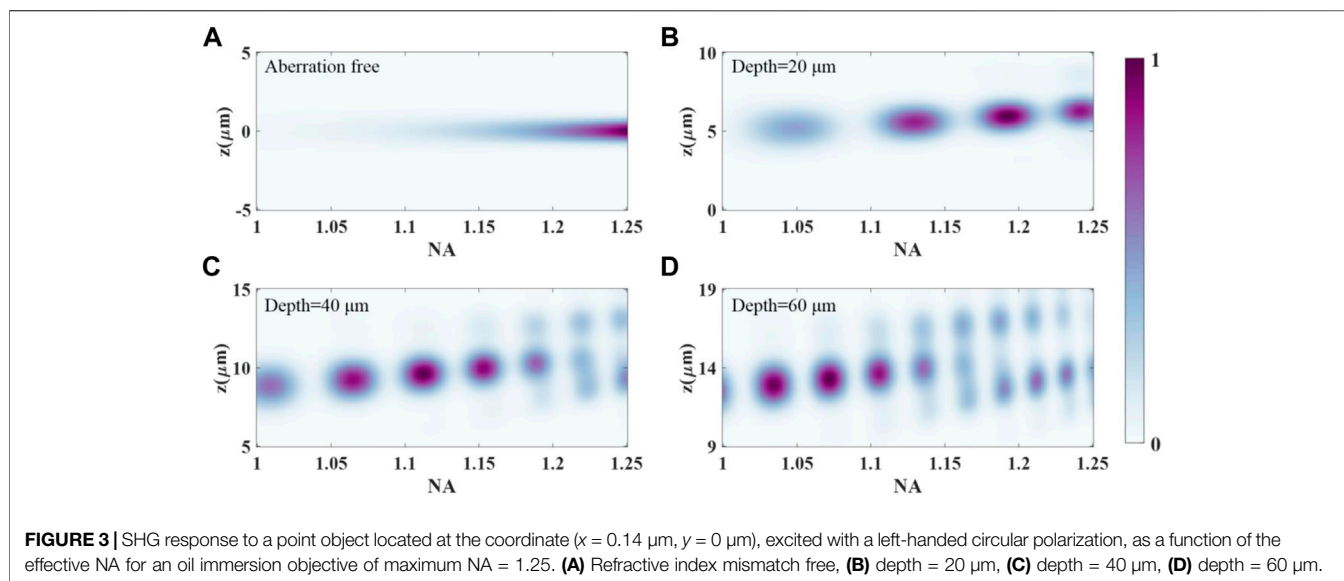 A
B
5
Aberration free
0
-5
z(μm)
1 1.05 1.1 1.15 1.2 1.25
NA
10
Depth=20 μm
5
0
z(μm)
1 1.05 1.1 1.15 1.2 1.25
NA
1
0
C
D
15
Depth=40 μm
10
5
z(μm)
1 1.05 1.1 1.15 1.2 1.25
NA
19
Depth=60 μm
14
9
z(μm)
1 1.05 1.1 1.15 1.2 1.25
NA
FIGURE 3 | SHG response to a point object located at the coordinate (x = 0.14 μm, y = 0 μm), excited with a left-handed circular polarization, as a function of the
effective NA for an oil immersion objective of maximum NA = 1.25. (A) Refractive index mismatch free, (B) depth = 20 μm, (C) depth = 40 μm, (D) depth = 60 μm.